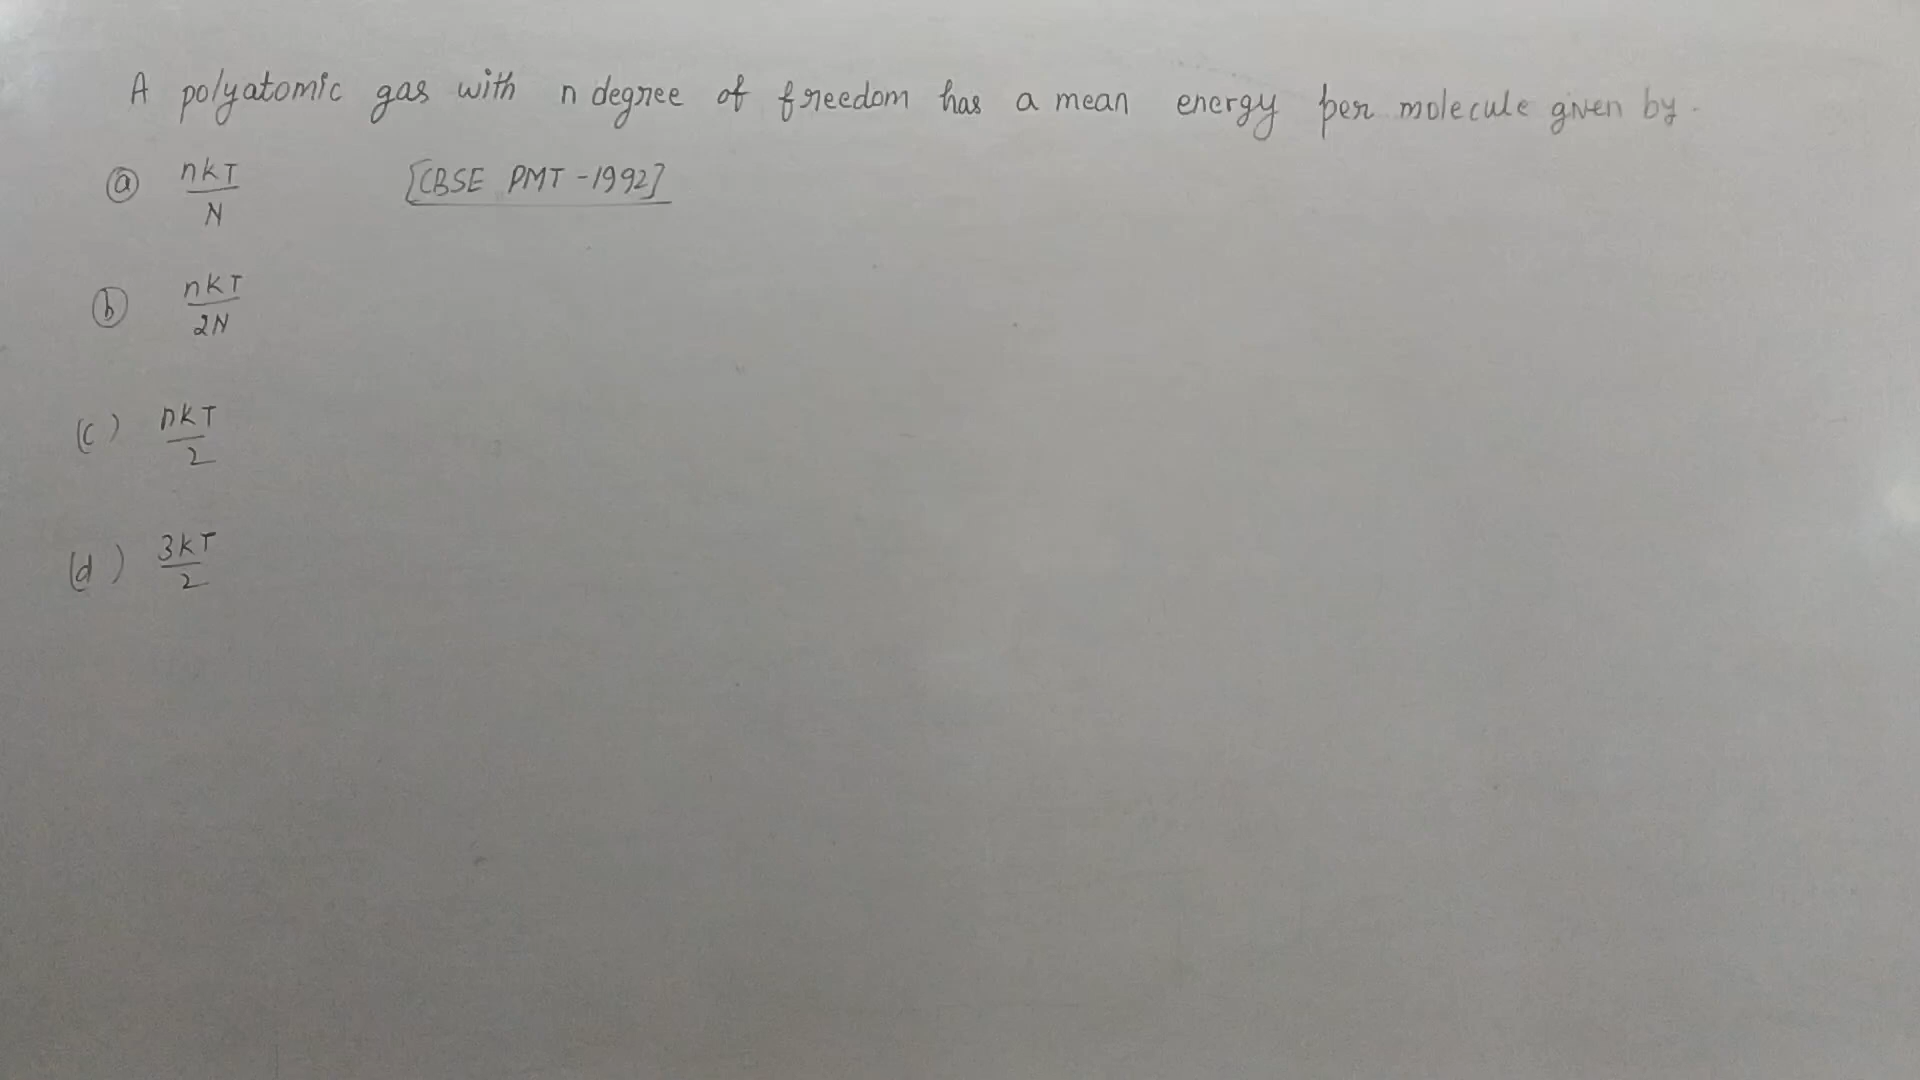 A polyatomic gas with n degree of freedom has a mean energy per molecule given by.
(a) nkT/N [CBSE PMT-1992]
(b) nkT/2N
(c) nkT/2
(d) 3kT/2